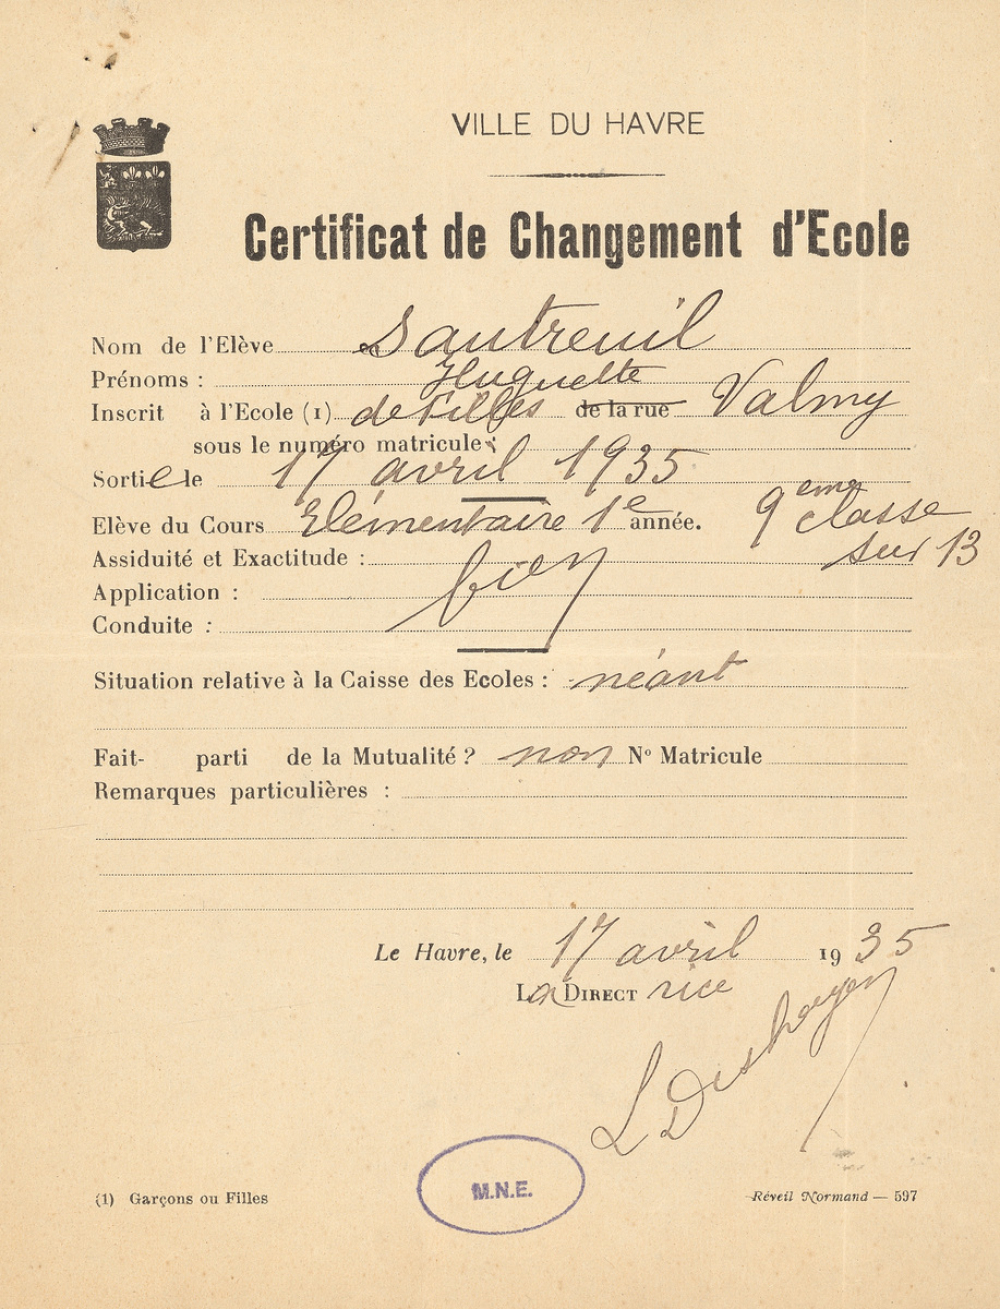 VILLE DU HAVRE
Certificat de Changement d'Ecole
Nom de l'Elève Sautreuil
Prénoms : Huguette
Inscrit à l'Ecole (1) de Filles de la rue Valmy
sous le numéro matricule :
Sortie le 17 avril 1935
Elève du Cours Elémentaire 1e année. 9eme classe
sur 13
Assiduité et Exactitude :
Application : bien
Conduite :
Situation relative à la Caisse des Ecoles : néant
Fait- parti de la Mutualité ? non No Matricule
Remarques particulières :
Le Havre, le 17 avril 1935
La DIRECTrice
L Deshayes
M.N.E.
(1) Garçons ou Filles
Réveil Normand — 597